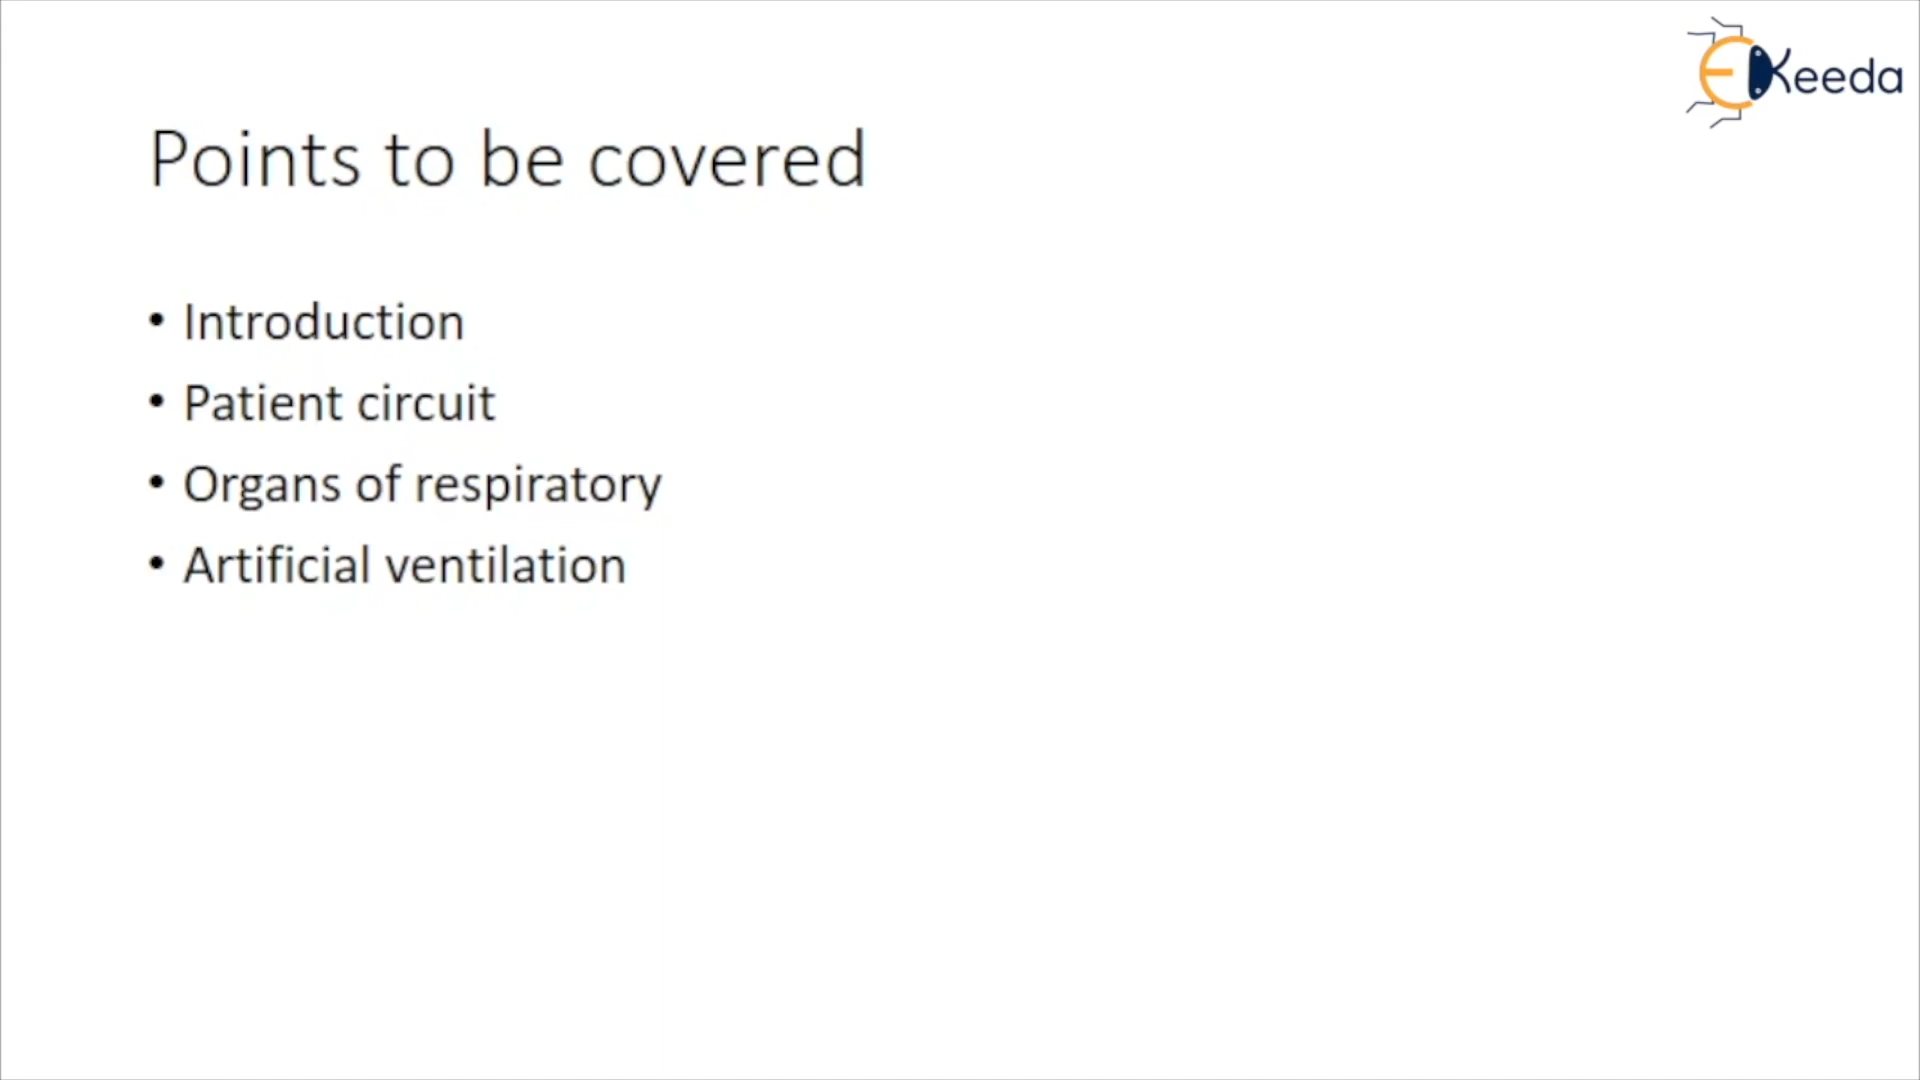 EKeeda
Points to be covered
• Introduction
• Patient circuit
• Organs of respiratory
• Artificial ventilation